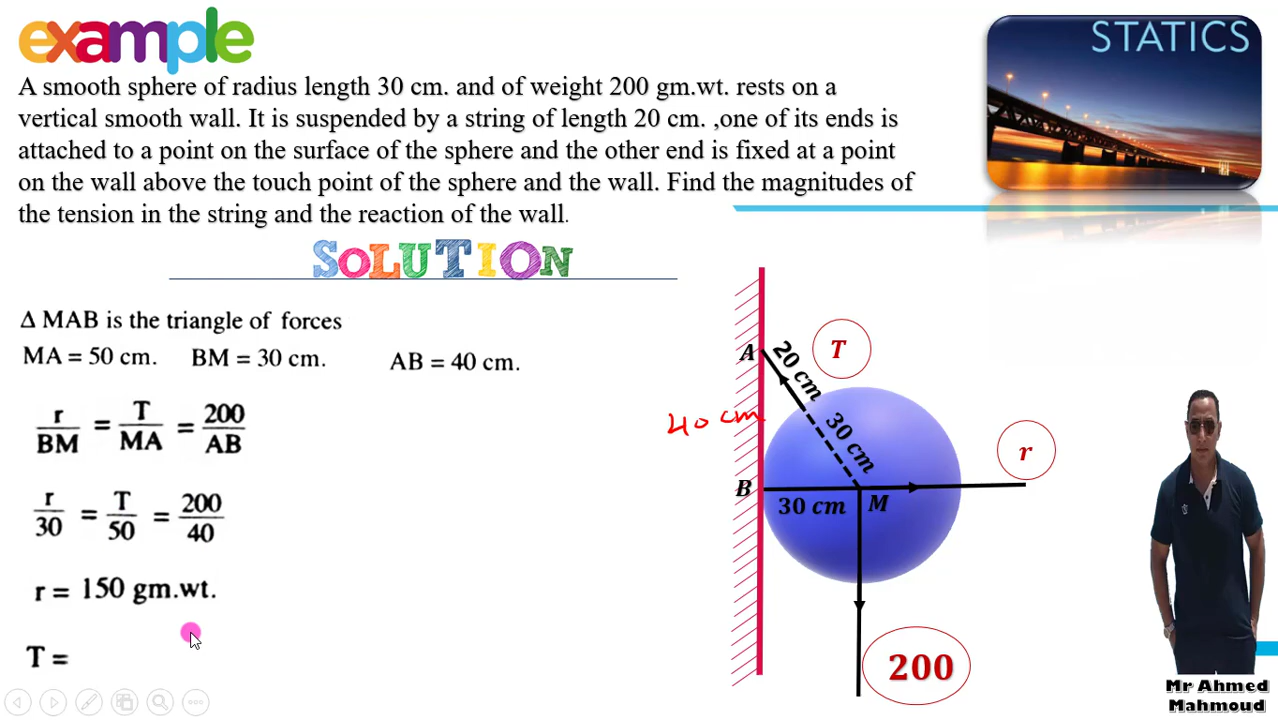 example
STATICS
A smooth sphere of radius length 30 cm. and of weight 200 gm.wt. rests on a
vertical smooth wall. It is suspended by a string of length 20 cm. ,one of its ends is
attached to a point on the surface of the sphere and the other end is fixed at a point
on the wall above the touch point of the sphere and the wall. Find the magnitudes of
the tension in the string and the reaction of the wall.
SOLUTION
Δ MAB is the triangle of forces
MA = 50 cm. BM = 30 cm. AB = 40 cm.
r/BM = T/MA = 200/AB
r/30 = T/50 = 200/40
r = 150 gm.wt.
T =
A
20 cm
T
40 cm
30 cm
r
B
30 cm
M
200
Mr Ahmed
Mahmoud